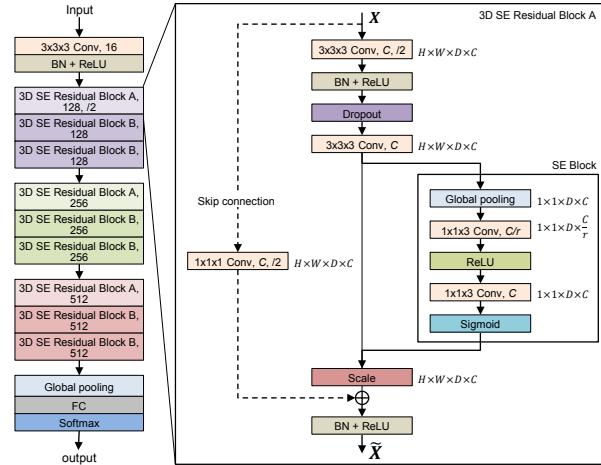 Input
3x3x3 Conv, 16
BN + ReLU
3D SE Residual Block A,
128, /2
3D SE Residual Block B,
128
3D SE Residual Block B,
128
3D SE Residual Block A,
256
3D SE Residual Block B,
256
3D SE Residual Block B,
256
3D SE Residual Block A,
512
3D SE Residual Block B,
512
3D SE Residual Block B,
512
Global pooling
FC
Softmax
output
3D SE Residual Block A
X
3x3x3 Conv, C, /2
H×W×D×C
BN + ReLU
Dropout
3x3x3 Conv, C
H×W×D×C
Skip connection
1x1x1 Conv, C, /2
H×W×D×C
SE Block
Global pooling
1×1×D×C
1x1x3 Conv, C/r
1×1×D×C/r
ReLU
1x1x3 Conv, C
1×1×D×C
Sigmoid
Scale
H×W×D×C
BN + ReLU
X̃